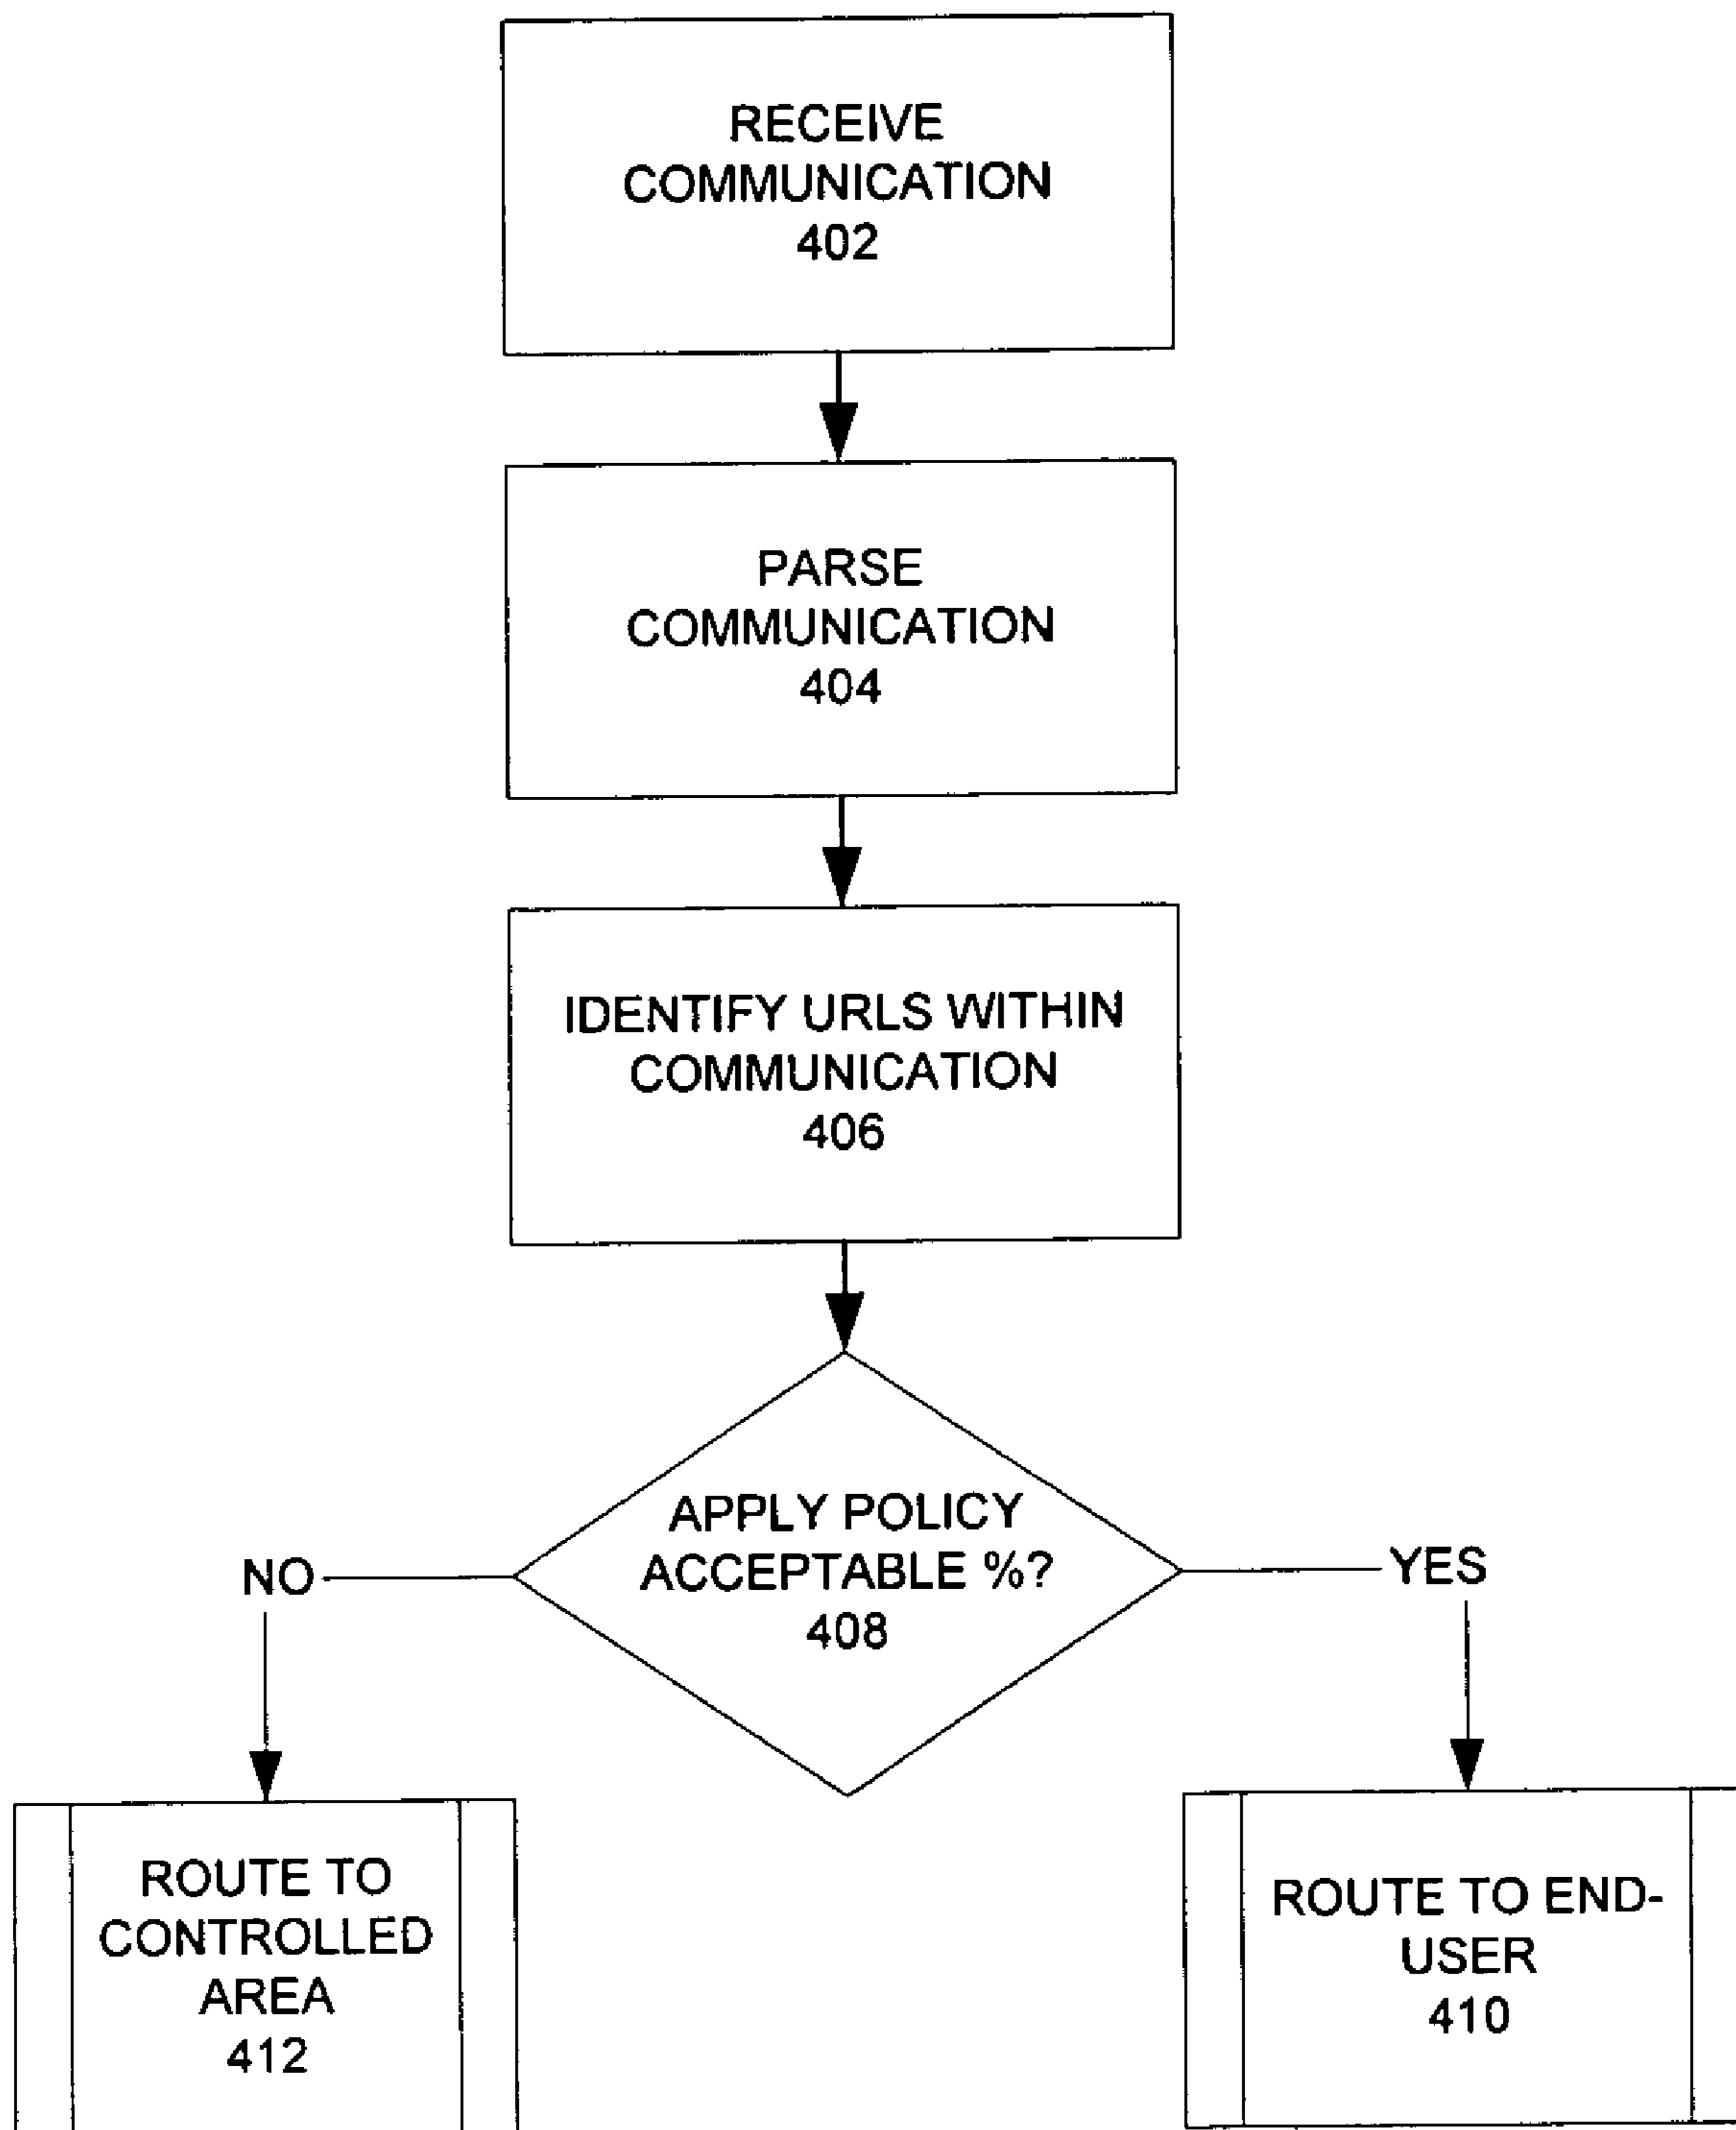 RECEIVE
COMMUNICATION
402
PARSE
COMMUNICATION
404
IDENTIFY URLS WITHIN
COMMUNICATION
406
APPLY POLICY
ACCEPTABLE %?
408
NO
YES
ROUTE TO
CONTROLLED
AREA
412
ROUTE TO END-
USER
410